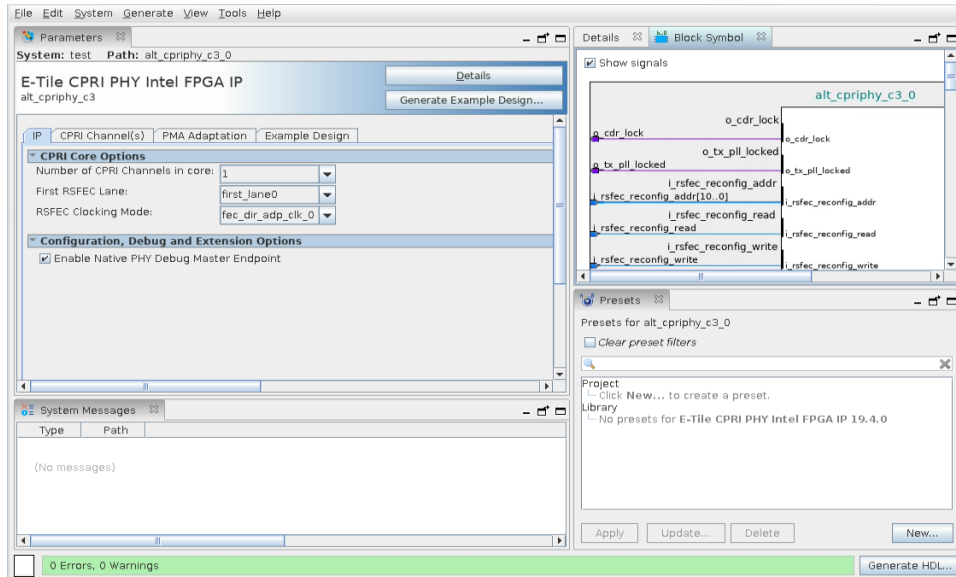 File Edit System Generate View Tools Help
Parameters
System: test Path: alt_cpriphy_c3_0
E-Tile CPRI PHY Intel FPGA IP
alt_cpriphy_c3
Details
Generate Example Design...
IP CPRI Channel(s) PMA Adaptation Example Design
CPRI Core Options
Number of CPRI Channels in core: 1
First RSFEC Lane: first_lane0
RSFEC Clocking Mode: fec_dir_adp_clk_0
Configuration, Debug and Extension Options
Enable Native PHY Debug Master Endpoint
System Messages
Type Path
(No messages)
Details Block Symbol
Show signals
alt_cpriphy_c3_0
o_cdr_lock
o_cdr_lock o_cdr_lock
o_tx_pll_locked
o_tx_pll_locked o_tx_pll_locked
i_rsfec_reconfig_addr
i_rsfec_reconfig_addr[10..0] i_rsfec_reconfig_addr
i_rsfec_reconfig_read
i_rsfec_reconfig_read i_rsfec_reconfig_read
i_rsfec_reconfig_write
i_rsfec_reconfig_write i_rsfec_reconfig_write
Presets
Presets for alt_cpriphy_c3_0
Clear preset filters
Project
Click New... to create a preset.
Library
No presets for E-Tile CPRI PHY Intel FPGA IP 19.4.0
Apply Update... Delete New...
0 Errors, 0 Warnings
Generate HDL...